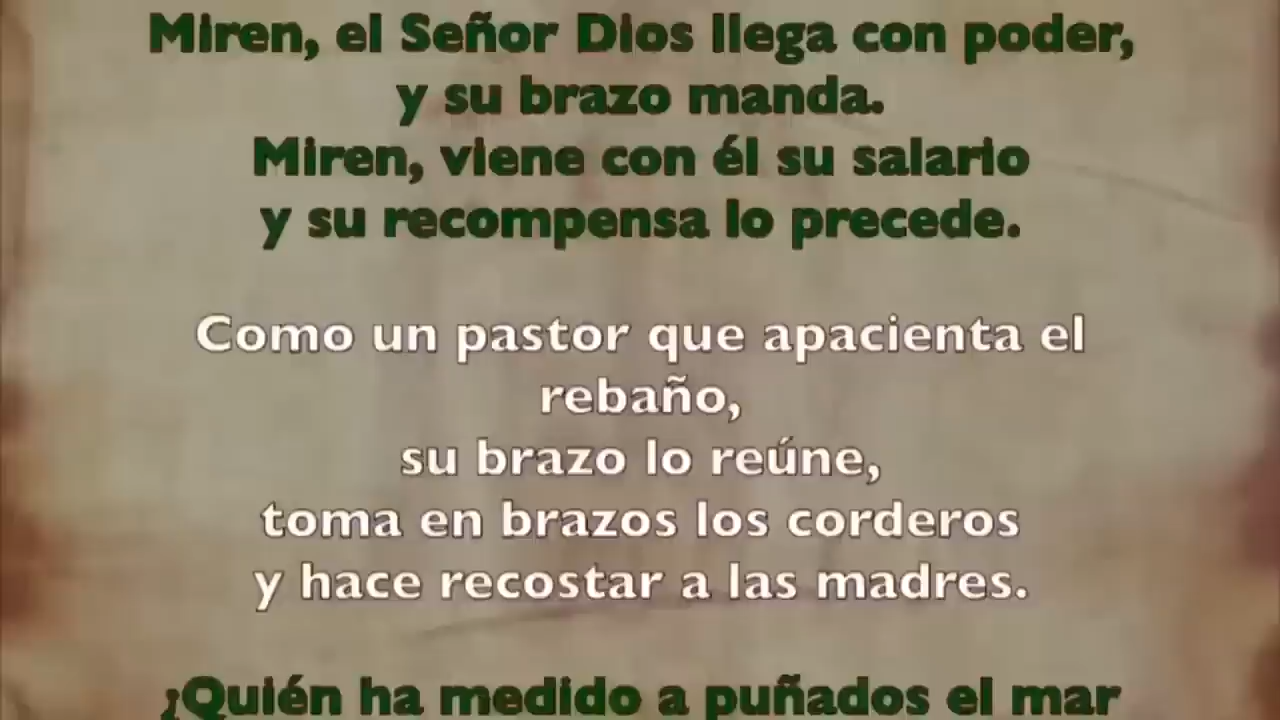 Miren, el Señor Dios llega con poder,
y su brazo manda.
Miren, viene con él su salario
y su recompensa lo precede.
Como un pastor que apacienta el
rebaño,
su brazo lo reúne,
toma en brazos los corderos
y hace recostar a las madres.
¿Quién ha medido a puñados el mar